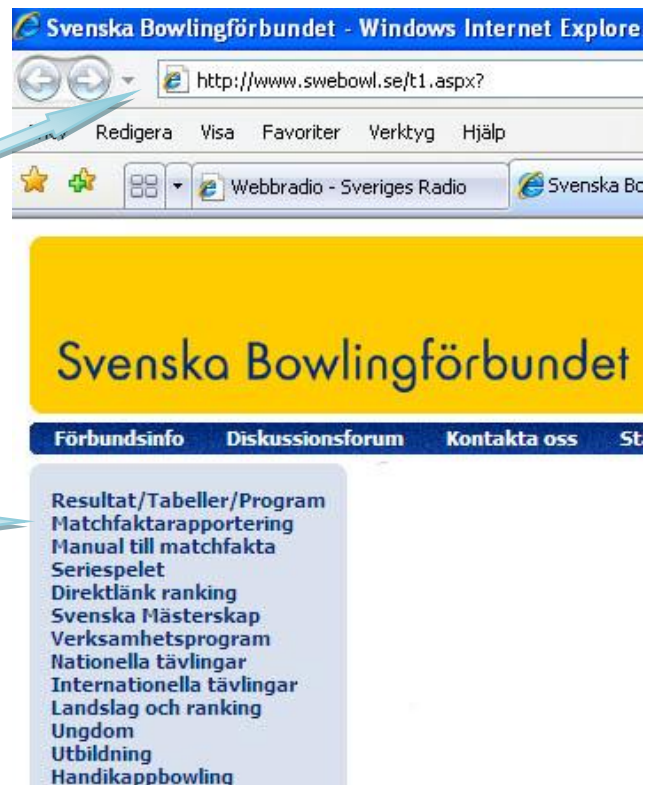 Svenska Bowlingförbundet - Windows Internet Explore
http://www.swebowl.se/t1.aspx?
Redigera Visa Favoriter Verktyg Hjälp
Webbradio - Sveriges Radio Svenska Bo
Svenska Bowlingförbundet
Förbundsinfo Diskussionsforum Kontakta oss
Resultat/Tabeller/Program
Matchfaktarapportering
Manual till matchfakta
Seriespelet
Direktlänk ranking
Svenska Mästerskap
Verksamhetsprogram
Nationella tävlingar
Internationella tävlingar
Landslag och ranking
Ungdom
Utbildning
Handikappbowling